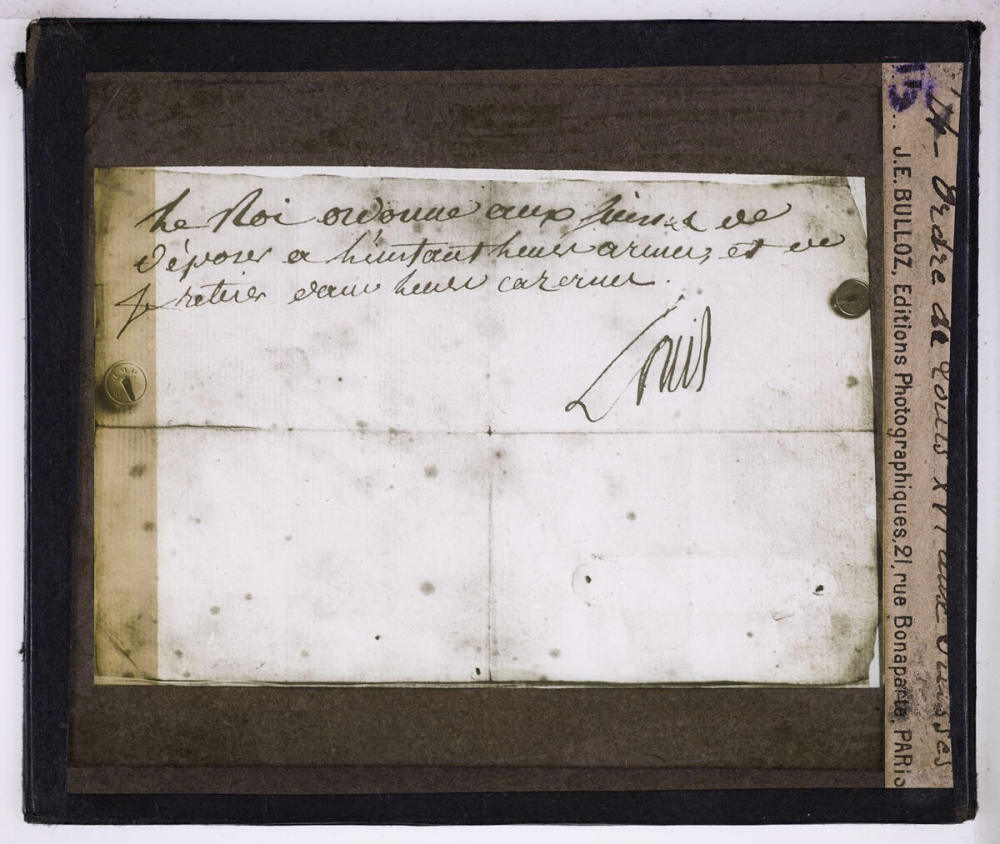 Le Roi ordonne aux Suisses de
déposer a l'instant leurs armes, et de
se retirer dans leurs casernes.
Louis
14 - Ordre de Louis XVI aux Suisses
J.E. BULLOZ, Editions Photographiques, 21, rue Bonaparte, PARIS